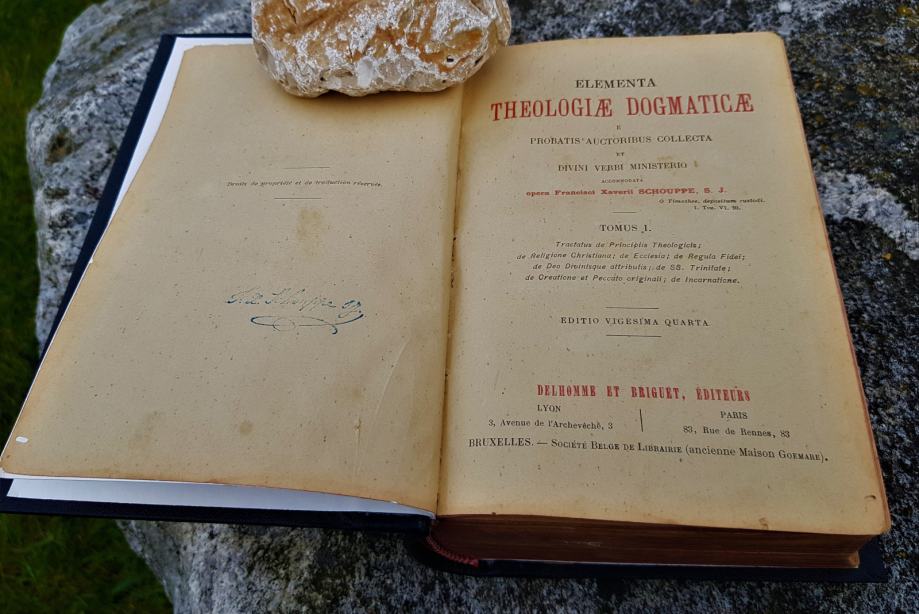 Droits de propriété et de traduction réservés.
ELEMENTA
THEOLOGIÆ DOGMATICÆ
E
PROBATIS AUCTORIBUS COLLECTA
ET
DIVINI VERBI MINISTERIO
ACCOMMODATA
opera Francisci Xaverii SCHOUPPE, S. J.
O Timothee, depositum custodi.
I. Tim. VI, 20.
TOMUS I.
Tractatus de Principiis Theologicis;
de Religione Christiana; de Ecclesia; de Regula Fidei;
de Deo Divinisque attributis; de SS. Trinitate;
de Creatione et Peccato originali; de Incarnatione.
EDITIO VIGESIMA QUARTA
DELHOMME ET BRIGUET, ÉDITEURS
LYON
3, Avenue de l'Archevêché, 3
PARIS
83, Rue de Rennes, 83
BRUXELLES. — SOCIÉTÉ BELGE DE LIBRAIRIE (ancienne Maison GOEMARE).